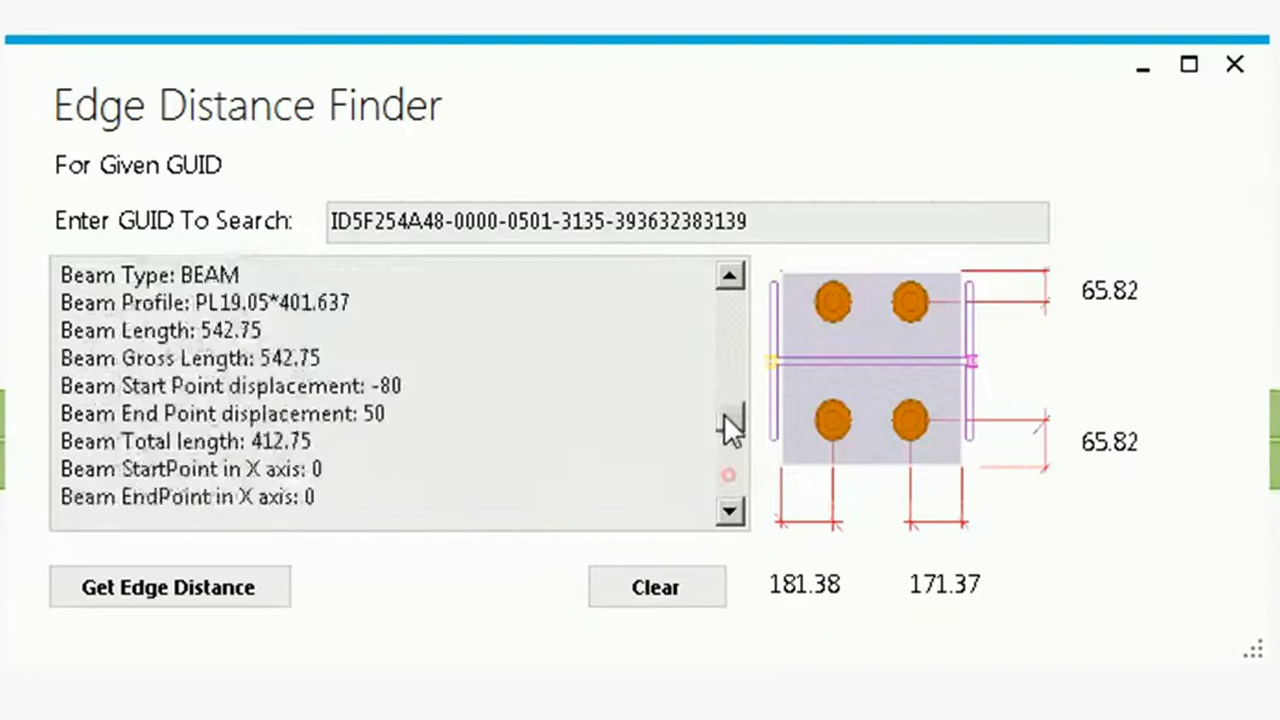 Edge Distance Finder
For Given GUID
Enter GUID To Search: ID5F254A48-0000-0501-3135-393632383139
Beam Type: BEAM
Beam Profile: PL19.05*401.637
Beam Length: 542.75
Beam Gross Length: 542.75
Beam Start Point displacement: -80
Beam End Point displacement: 50
Beam Total length: 412.75
Beam StartPoint in X axis: 0
Beam EndPoint in X axis: 0
65.82
65.82
181.38 171.37
Get Edge Distance
Clear